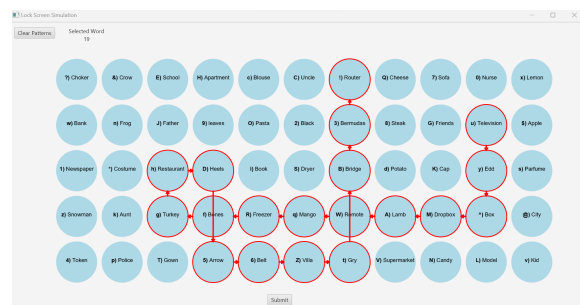 Lock Screen Simulation
Clear Patterns
Selected Word
19
?) Choker &) Crow E) School H) Apartment c) Blouse C) Uncle !) Router Q) Cheese 7) Sofa 0) Nurse x) Lemon
w) Bank n) Frog J) Father 9) leaves O) Pasta 2) Black 3) Bermudas 8) Steak G) Friends u) Television $) Apple
1) Newspaper *) Costume h) Restaurant D) Heels I) Book S) Dryer B) Bridge d) Potato K) Cap y) Edd s) Parfume
z) Snowman k) Aunt g) Turkey f) Bones R) Freezer q) Mango W) Remote A) Lamb M) Dropbox ^) Box @) City
4) Token p) Police T) Gown 5) Arrow 6) Belt Z) Villa t) Gry V) Supermarket N) Candy L) Model v) Kid
Submit